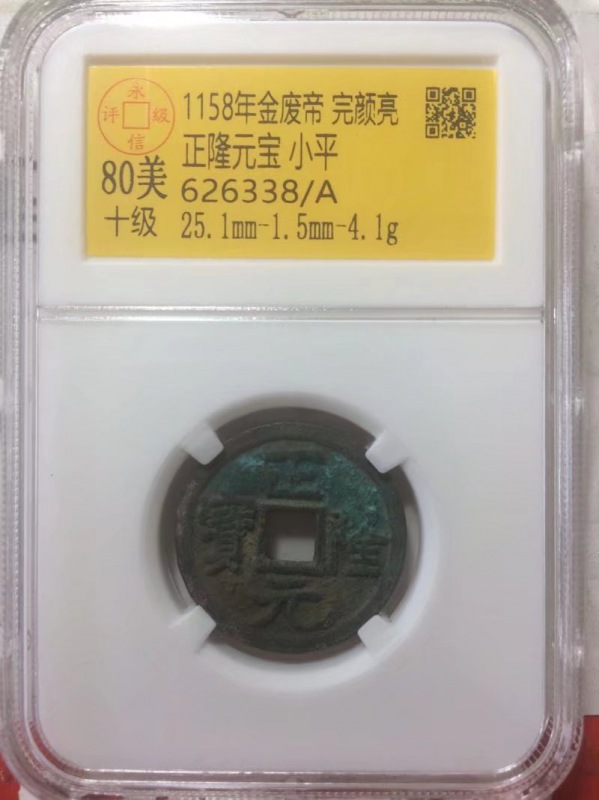 永信评级
1158年金废帝 完颜亮
正隆元宝 小平
80美 626338/A
十级 25.1mm-1.5mm-4.1g
正隆元寳